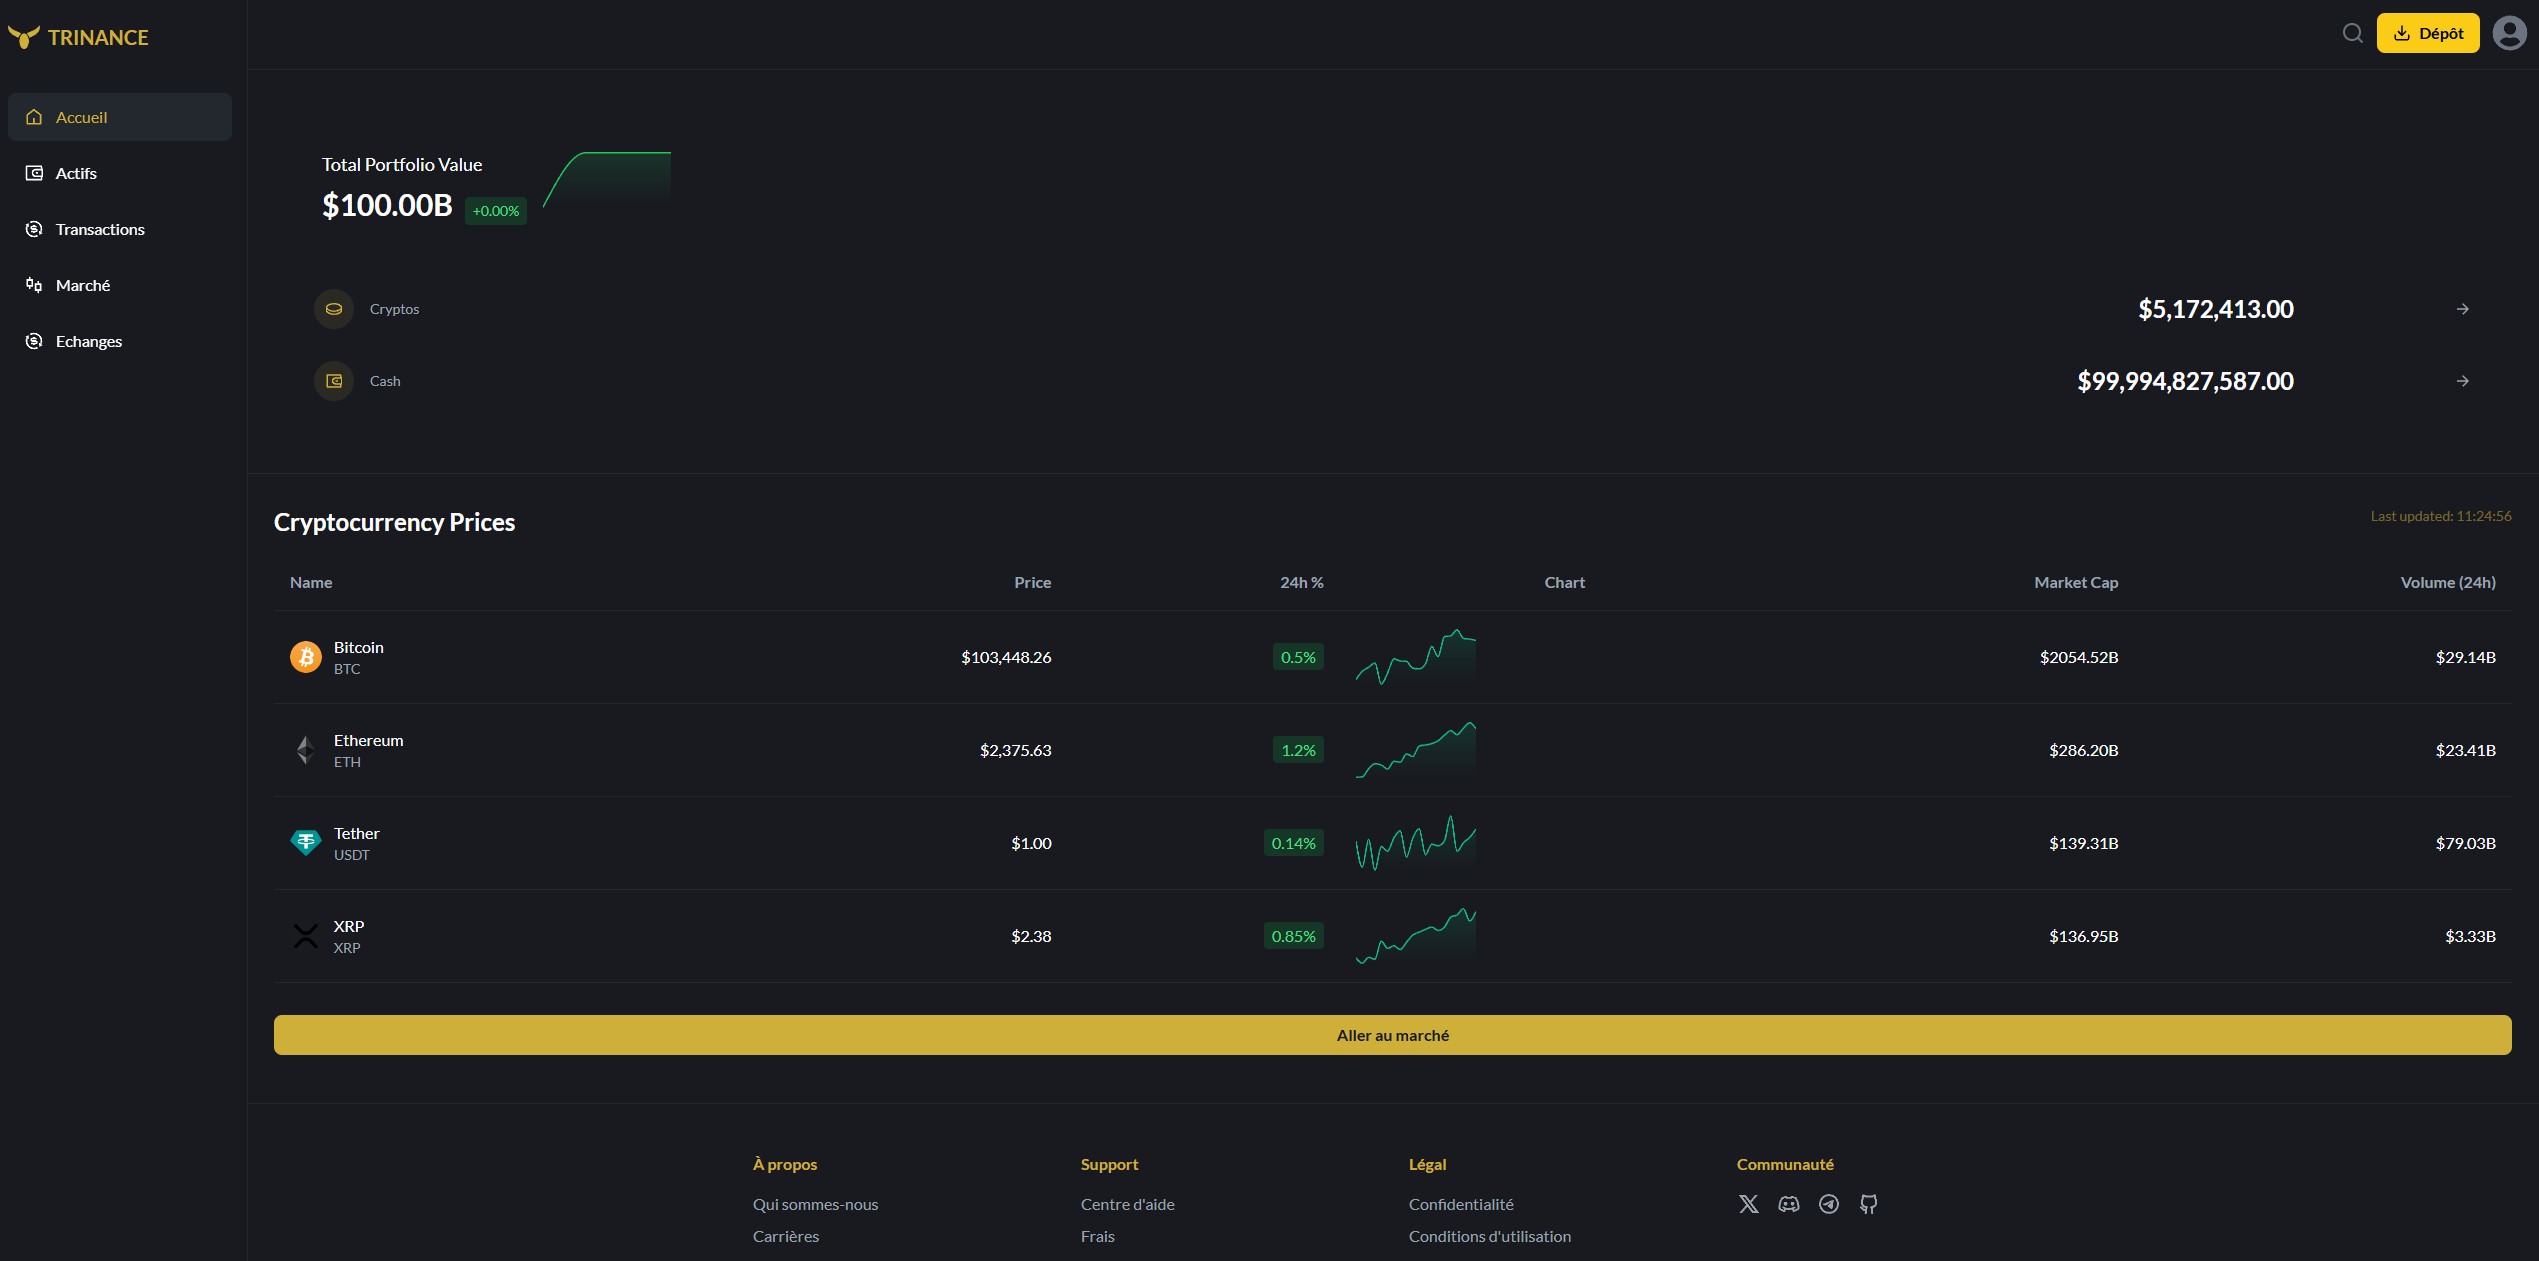 TRINANCE
Dépôt
Accueil
Actifs
Transactions
Marché
Echanges
Total Portfolio Value
$100.00B +0.00%
Cryptos $5,172,413.00
Cash $99,994,827,587.00
Cryptocurrency Prices
Last updated: 11:24:56
Name Price 24h % Chart Market Cap Volume (24h)
Bitcoin
BTC
$103,448.26 0.5% $2054.52B $29.14B
Ethereum
ETH
$2,375.63 1.2% $286.20B $23.41B
Tether
USDT
$1.00 0.14% $139.31B $79.03B
XRP
XRP
$2.38 0.85% $136.95B $3.33B
Aller au marché
À propos
Qui sommes-nous
Carrières
Support
Centre d'aide
Frais
Légal
Confidentialité
Conditions d'utilisation
Communauté